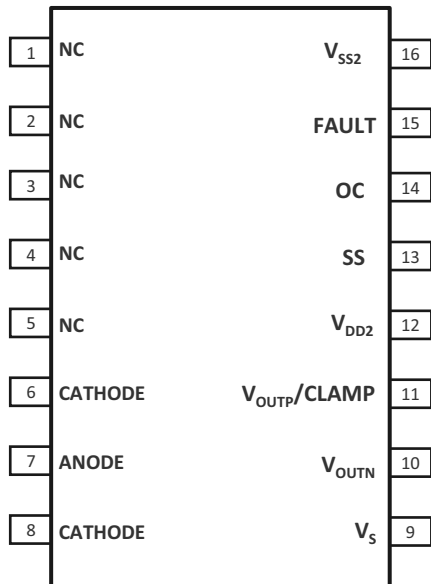 1 NC V_SS2 16
2 NC FAULT 15
3 NC OC 14
4 NC SS 13
5 NC V_DD2 12
6 CATHODE V_OUTP/CLAMP 11
7 ANODE V_OUTN 10
8 CATHODE V_S 9